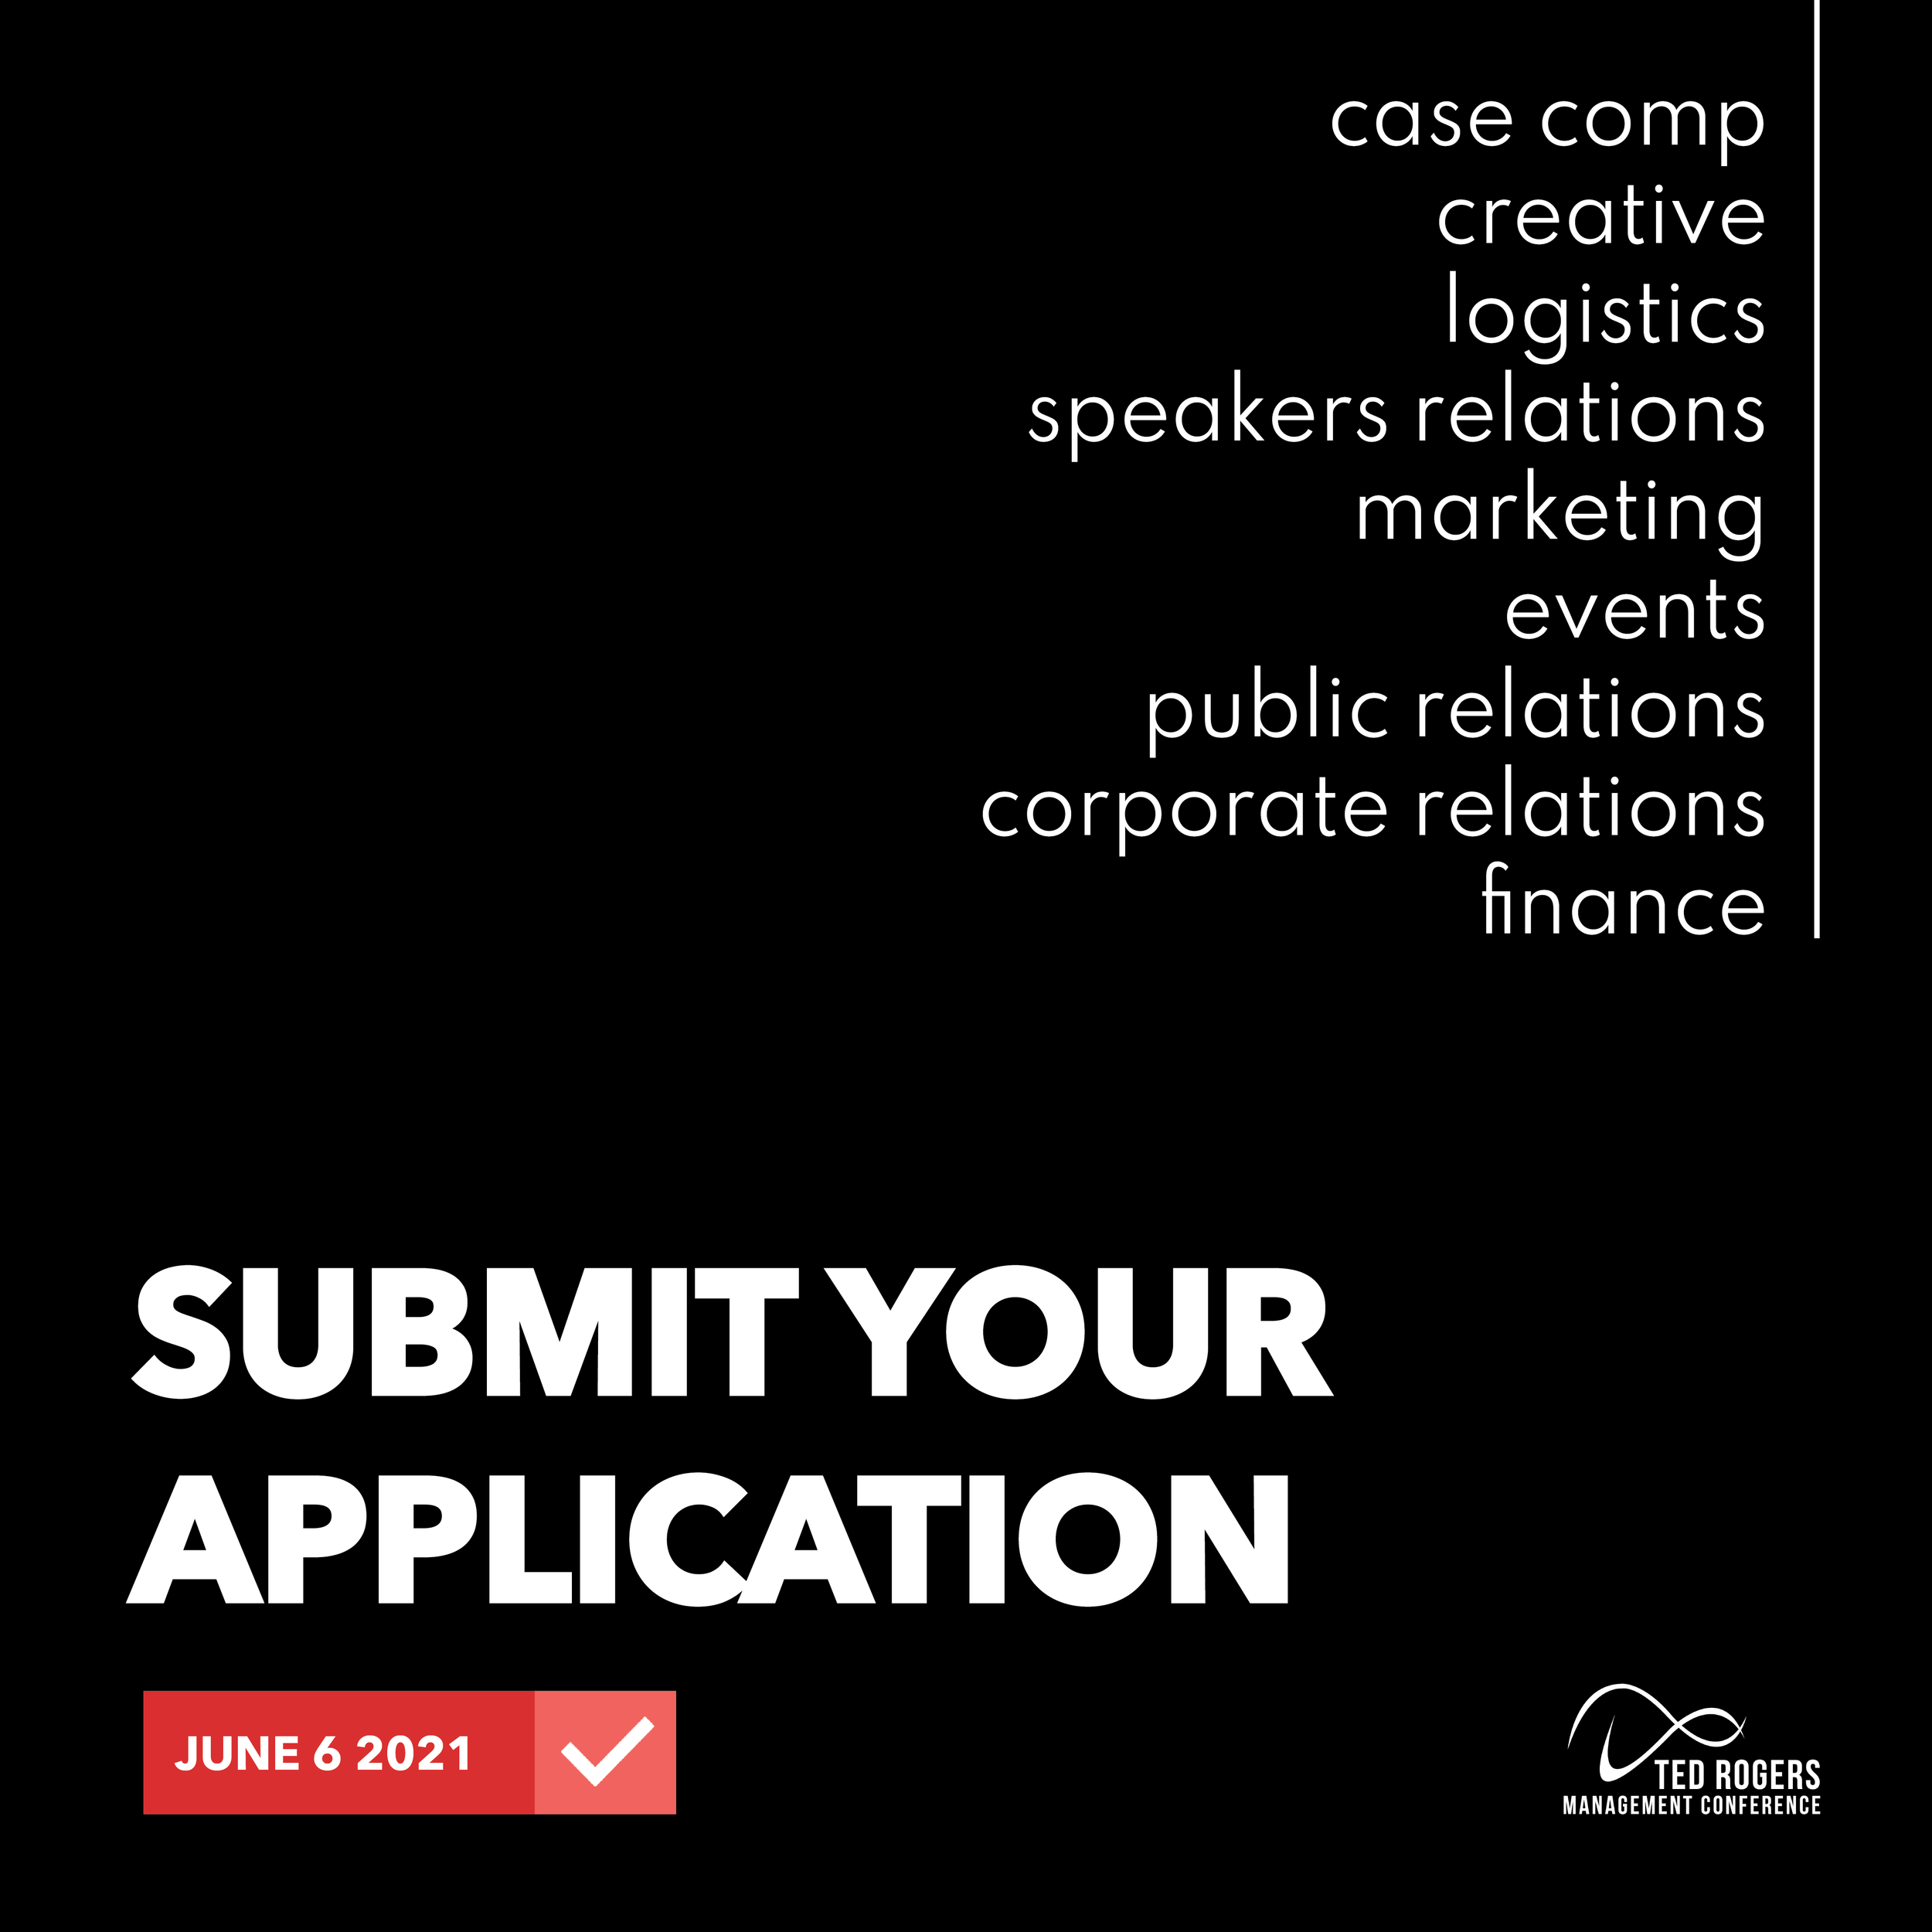 case comp
creative
logistics
speakers relations
marketing
events
public relations
corporate relations
finance
SUBMIT YOUR
APPLICATION
JUNE 6 2021
TED ROGERS
MANAGEMENT CONFERENCE